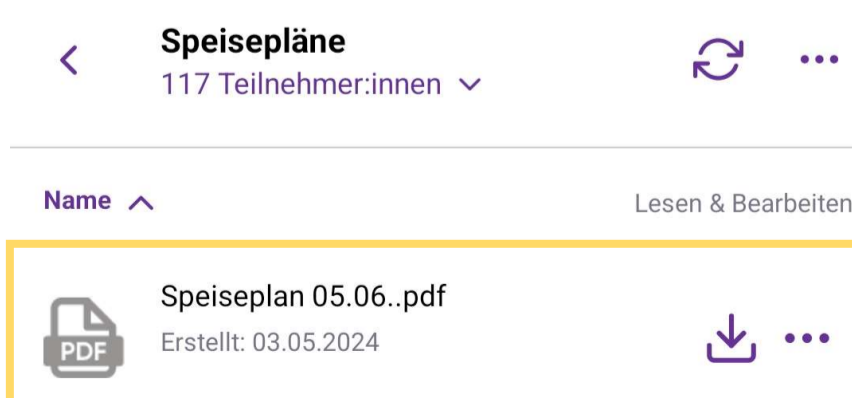 Speisepläne
117 Teilnehmer:innen
Name
Lesen & Bearbeiten
Speiseplan 05.06..pdf
PDF
Erstellt: 03.05.2024